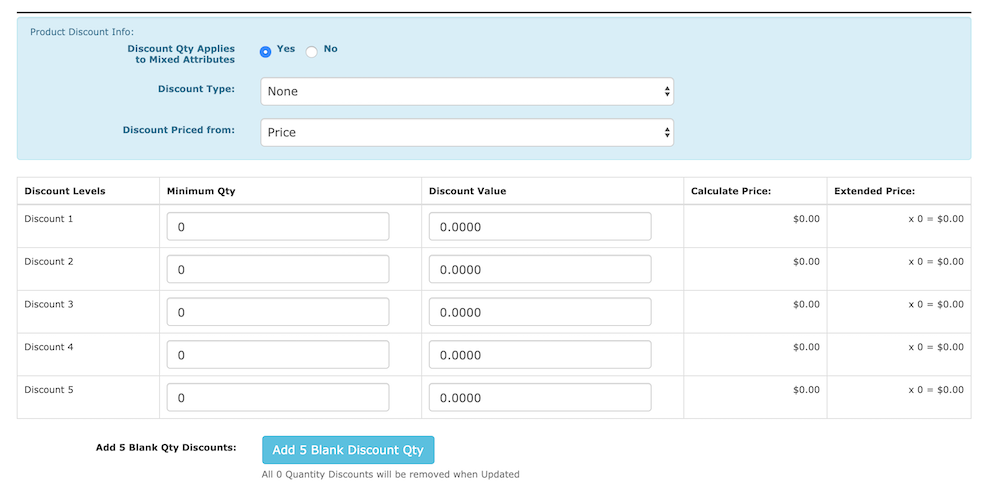 Product Discount Info:
Discount Qty Applies
to Mixed Attributes
Yes No
Discount Type:
None
Discount Priced from:
Price
Discount Levels Minimum Qty Discount Value Calculate Price: Extended Price:
Discount 1 0 0.0000 $0.00 x 0 = $0.00
Discount 2 0 0.0000 $0.00 x 0 = $0.00
Discount 3 0 0.0000 $0.00 x 0 = $0.00
Discount 4 0 0.0000 $0.00 x 0 = $0.00
Discount 5 0 0.0000 $0.00 x 0 = $0.00
Add 5 Blank Qty Discounts: Add 5 Blank Discount Qty
All 0 Quantity Discounts will be removed when Updated